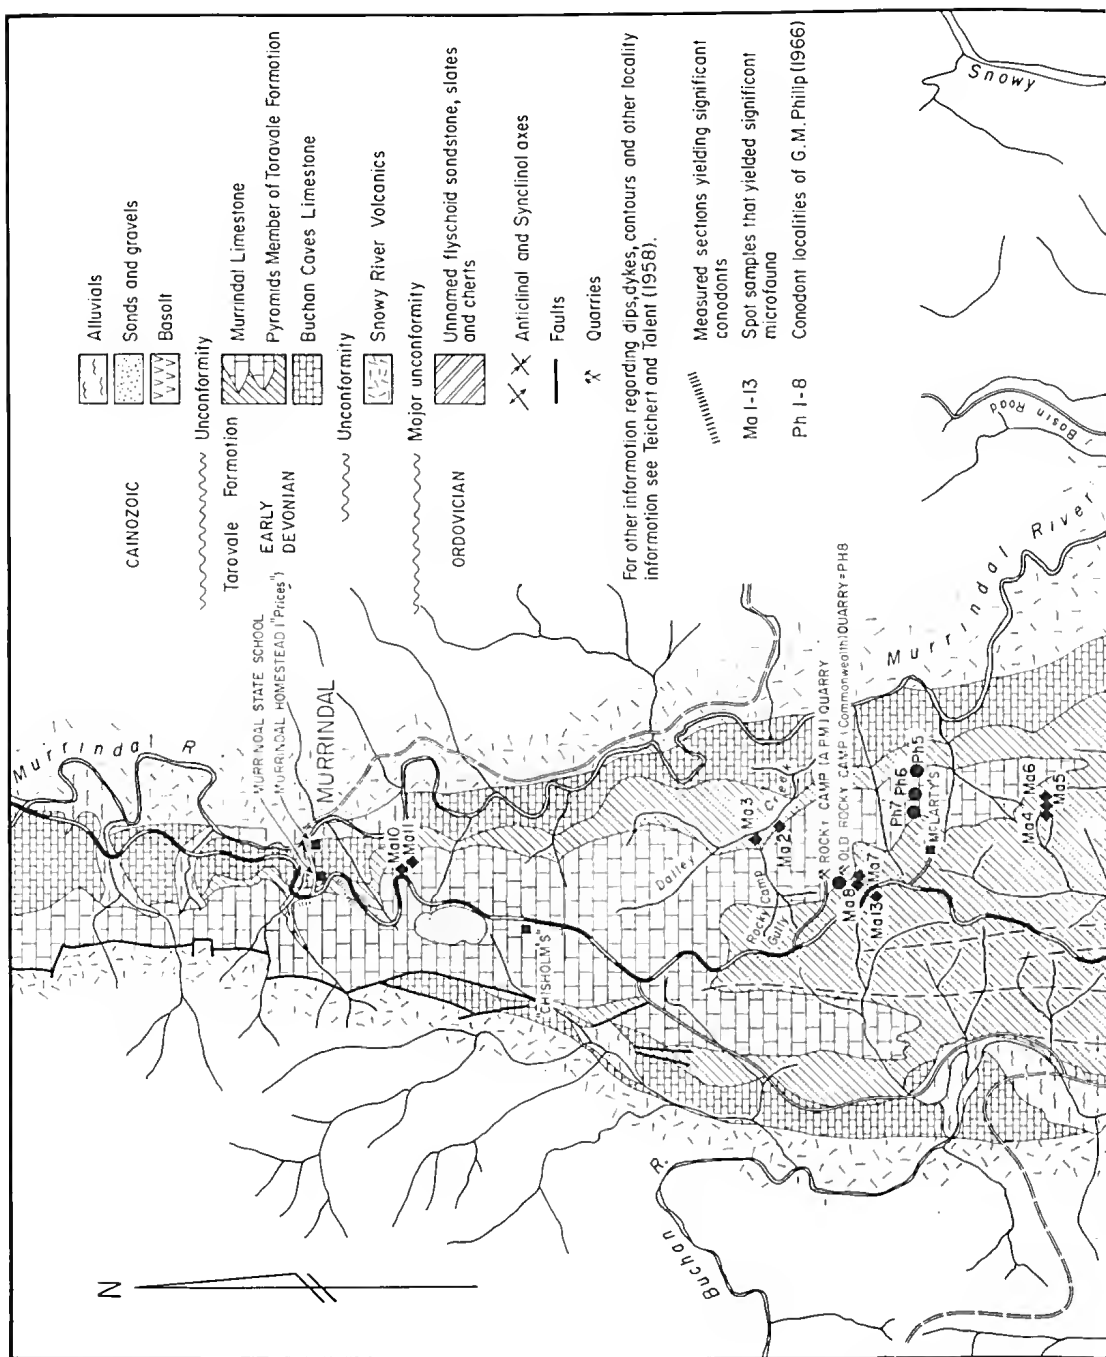 CAINOZOIC
Alluvials
Sands and gravels
Basalt
Unconformity
Taravale Formation
Murrindal Limestone
Pyramids Member of Taravale Formation
EARLY
DEVONIAN
Buchan Caves Limestone
Unconformity
Snowy River Volcanics
Major unconformity
ORDOVICIAN
Unnamed flyschoid sandstone, slates
and cherts
Anticlinal and Synclinal axes
Faults
Quarries
For other information regarding dips, dykes, contours and other locality
information see Teichert and Talent (1958).
Measured sections yielding significant
conodonts
Ma 1-13
Spot samples that yielded significant
microfauna
Ph 1-8
Conodont localities of G.M. Philip (1966)
N
Murrindal R
MURRINDAL STATE SCHOOL
MURRINDAL HOMESTEAD ("Prices")
MURRINDAL
Ma10
Ma11
"CHISHOLM'S"
Dalley Creek
Ma3
Ma2
Rocky Camp
Gully
ROCKY CAMP (A P M) QUARRY
OLD ROCKY CAMP (Commonwealth) QUARRY = PH8
Ma8
Ma7
Ma13
Ph7
Ph6
Ph5
McLARTY'S
Ma4
Ma6
Ma5
Murrindal River
Basin Road
Snowy
Buchan R.